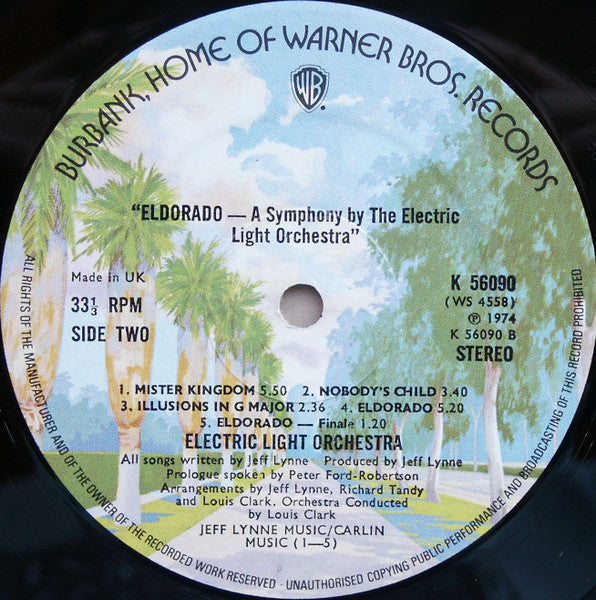 BURBANK, HOME OF WARNER BROS. RECORDS
WB
"ELDORADO — A Symphony by The Electric
Light Orchestra"
Made in UK
33⅓ RPM
SIDE TWO
K 56090
(WS 4558)
℗ 1974
K 56090 B
STEREO
1. MISTER KINGDOM 5.50 2. NOBODY'S CHILD 3.40
3. ILLUSIONS IN G MAJOR 2.36 4. ELDORADO 5.20
5. ELDORADO — Finale 1.20
ELECTRIC LIGHT ORCHESTRA
All songs written by Jeff Lynne Produced by Jeff Lynne
Prologue spoken by Peter Ford-Robertson
Arrangements by Jeff Lynne, Richard Tandy
and Louis Clark. Orchestra Conducted
by Louis Clark
JEFF LYNNE MUSIC/CARLIN
MUSIC (1—5)
ALL RIGHTS OF THE MANUFACTURER AND OF THE OWNER OF THE RECORDED WORK RESERVED · UNAUTHORISED COPYING PUBLIC PERFORMANCE AND BROADCASTING OF THIS RECORD PROHIBITED